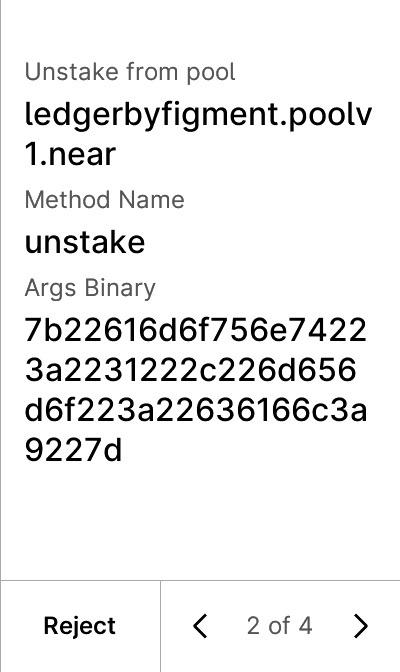 Unstake from pool
ledgerbyfigment.poolv
1.near
Method Name
unstake
Args Binary
7b22616d6f756e7422
3a2231222c226d656
d6f223a22636166c3a
9227d
Reject
2 of 4